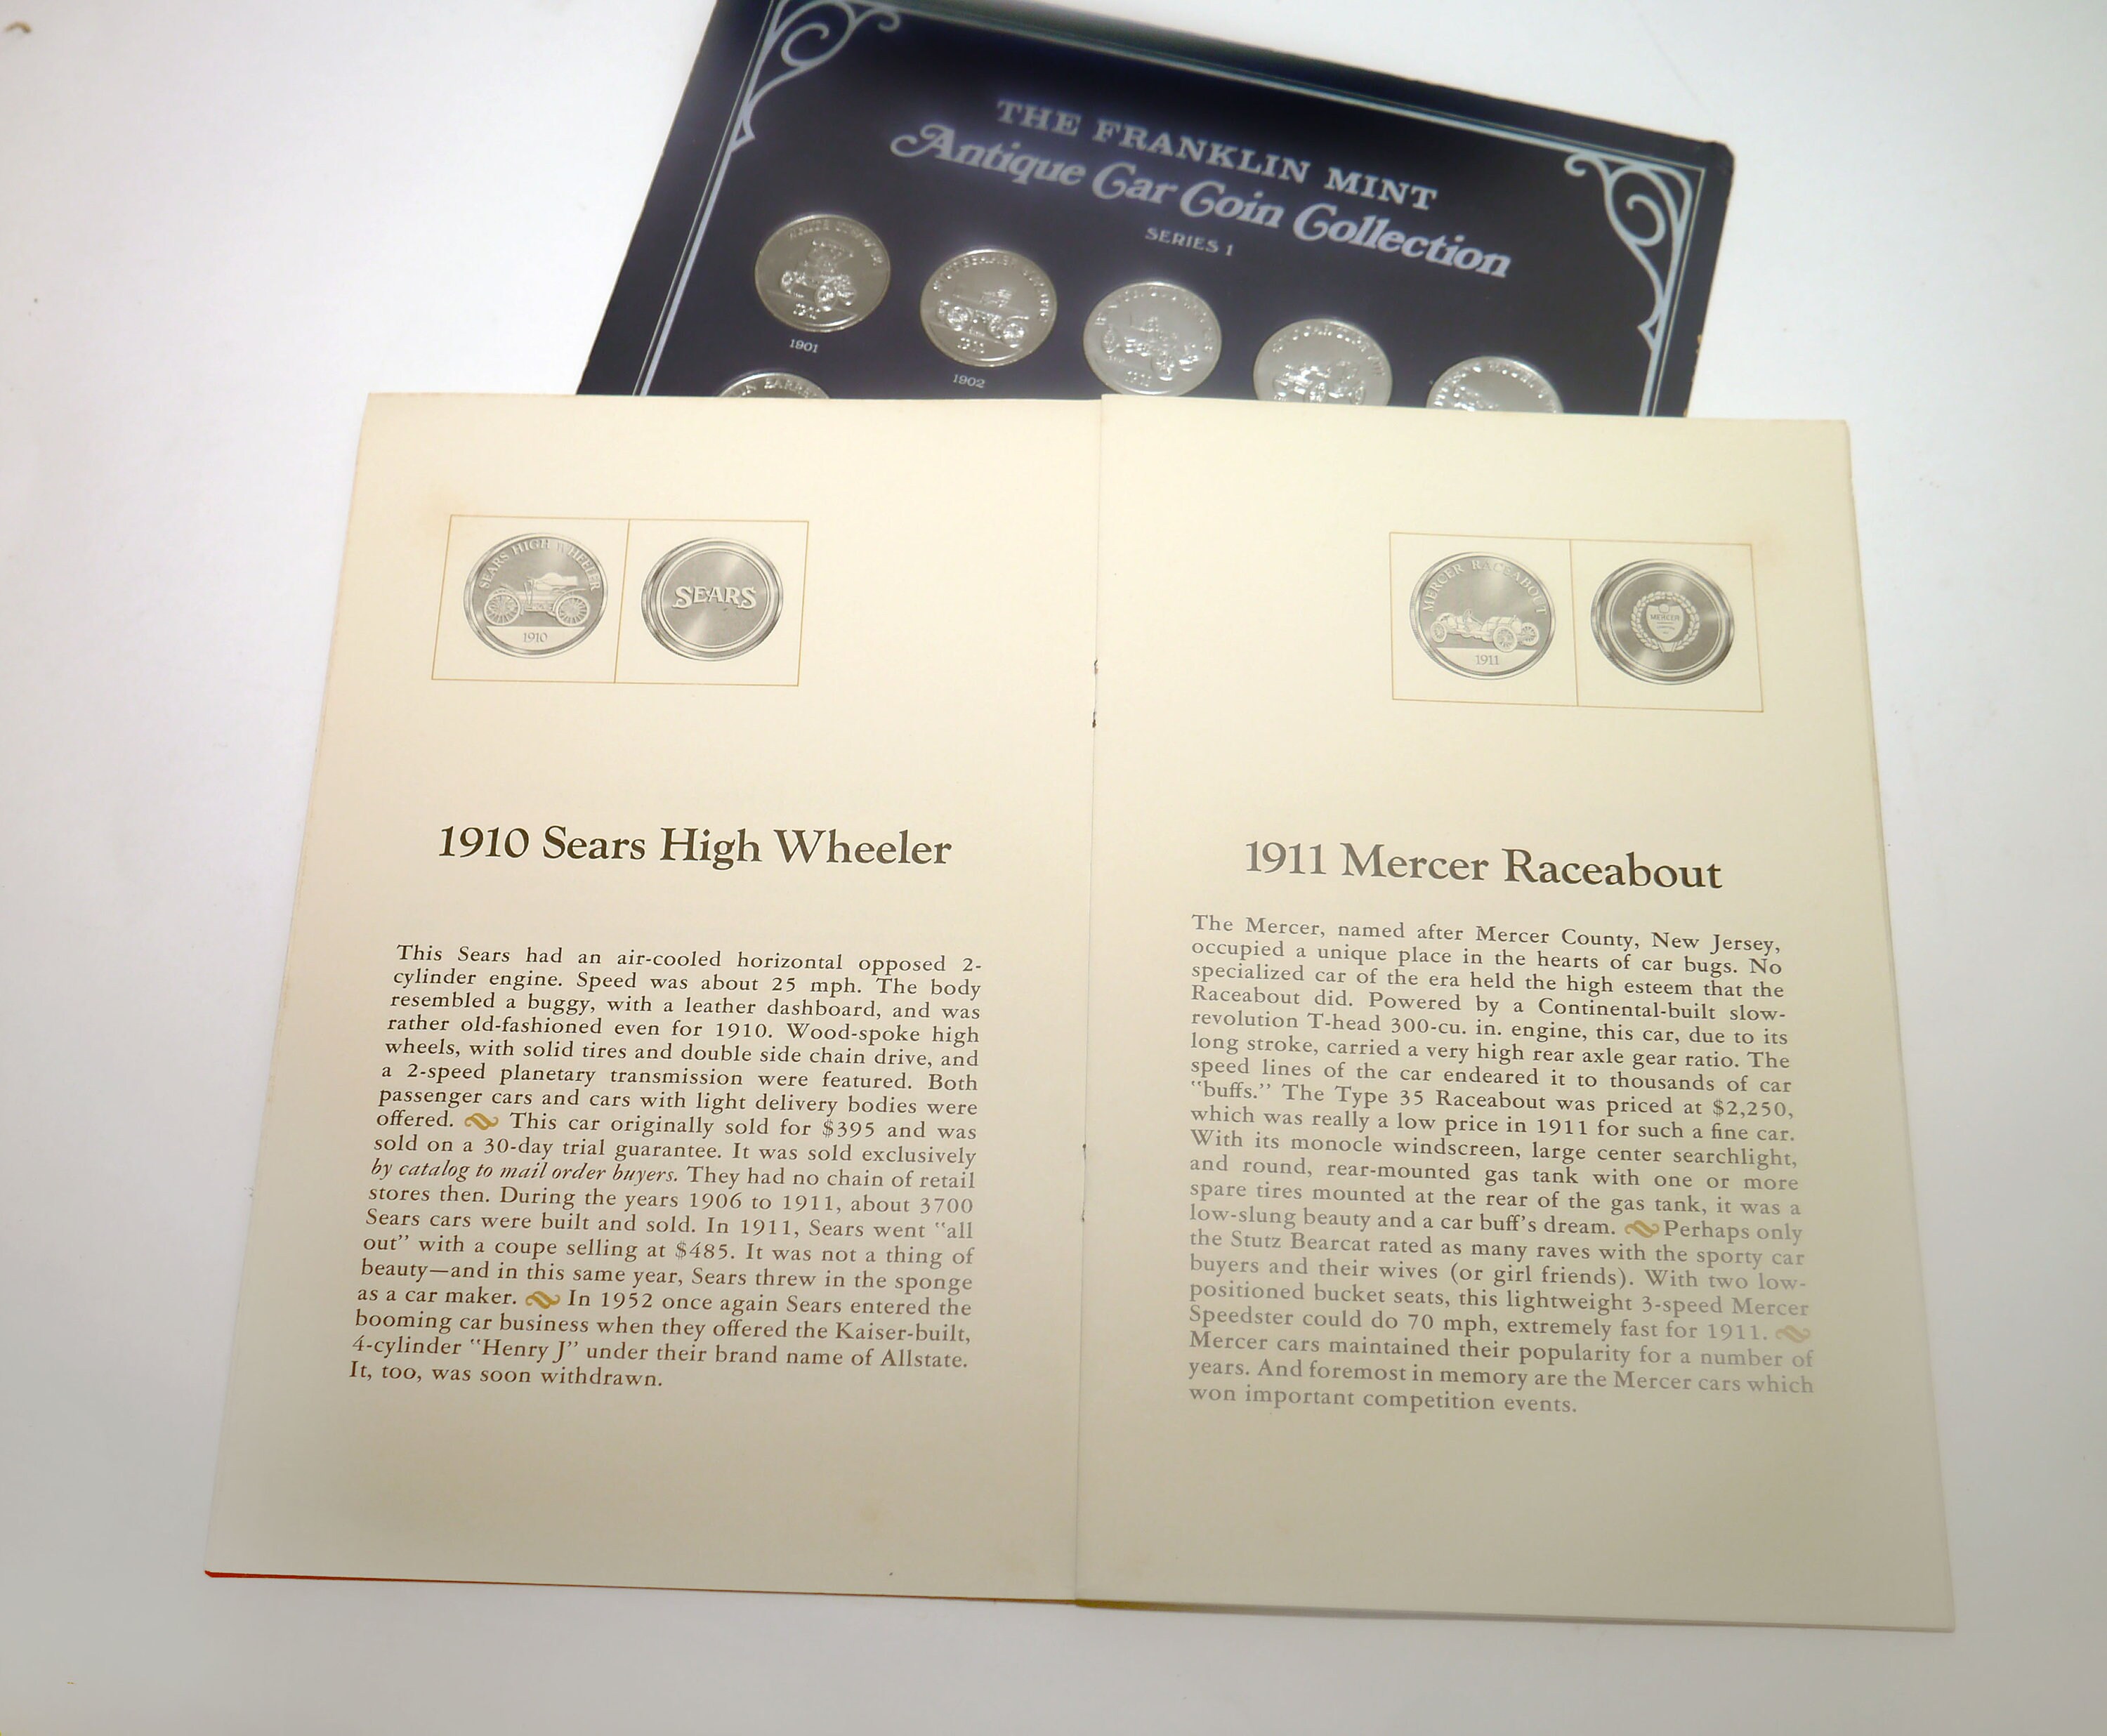 THE FRANKLIN MINT
Antique Car Coin Collection
SERIES 1
1901
1902
SEARS HIGH WHEELER
1910
SEARS
1910 Sears High Wheeler
This Sears had an air-cooled horizontal opposed 2-
cylinder engine. Speed was about 25 mph. The body
resembled a buggy, with a leather dashboard, and was
rather old-fashioned even for 1910. Wood-spoke high
wheels, with solid tires and double side chain drive, and
a 2-speed planetary transmission were featured. Both
passenger cars and cars with light delivery bodies were
offered. This car originally sold for $395 and was
sold on a 30-day trial guarantee. It was sold exclusively
by catalog to mail order buyers. They had no chain of retail
stores then. During the years 1906 to 1911, about 3700
Sears cars were built and sold. In 1911, Sears went "all
out" with a coupe selling at $485. It was not a thing of
beauty—and in this same year, Sears threw in the sponge
as a car maker. In 1952 once again Sears entered the
booming car business when they offered the Kaiser-built,
4-cylinder "Henry J" under their brand name of Allstate.
It, too, was soon withdrawn.
MERCER RACEABOUT
1911
MERCER
1911 Mercer Raceabout
The Mercer, named after Mercer County, New Jersey,
occupied a unique place in the hearts of car bugs. No
specialized car of the era held the high esteem that the
Raceabout did. Powered by a Continental-built slow-
revolution T-head 300-cu. in. engine, this car, due to its
long stroke, carried a very high rear axle gear ratio. The
speed lines of the car endeared it to thousands of car
"buffs." The Type 35 Raceabout was priced at $2,250,
which was really a low price in 1911 for such a fine car.
With its monocle windscreen, large center searchlight,
and round, rear-mounted gas tank with one or more
spare tires mounted at the rear of the gas tank, it was a
low-slung beauty and a car buff's dream. Perhaps only
the Stutz Bearcat rated as many raves with the sporty car
buyers and their wives (or girl friends). With two low-
positioned bucket seats, this lightweight 3-speed Mercer
Speedster could do 70 mph, extremely fast for 1911.
Mercer cars maintained their popularity for a number of
years. And foremost in memory are the Mercer cars which
won important competition events.